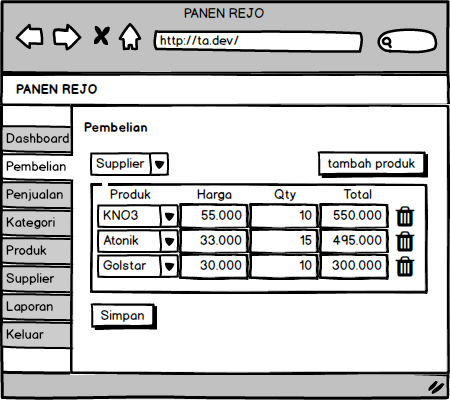 PANEN REJO
http://ta.dev/
PANEN REJO
Dashboard
Pembelian
Penjualan
Kategori
Produk
Supplier
Laporan
Keluar
Pembelian
Supplier
tambah produk
Produk Harga Qty Total
KNO3 55.000 10 550.000
Atonik 33.000 15 495.000
Golstar 30.000 10 300.000
Simpan